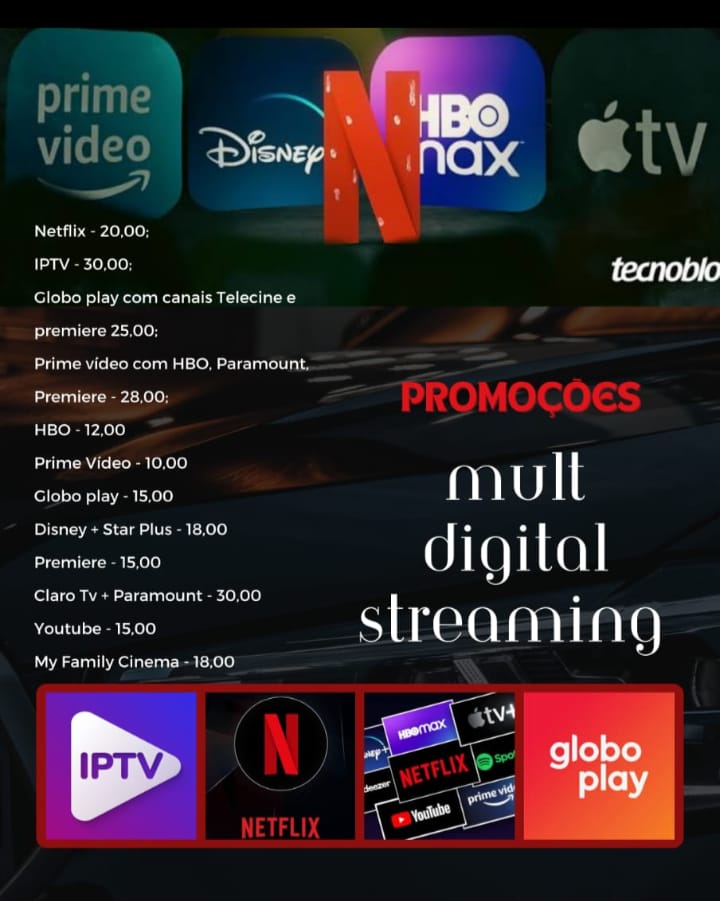 prime
video
Disney
N
HBO
max
tv
tecnoblo
Netflix - 20,00;
IPTV - 30,00;
Globo play com canais Telecine e
premiere 25,00;
Prime vídeo com HBO, Paramount,
Premiere - 28,00;
HBO - 12,00
Prime Vídeo - 10,00
Globo play - 15,00
Disney + Star Plus - 18,00
Premiere - 15,00
Claro Tv + Paramount - 30,00
Youtube - 15,00
My Family Cinema - 18,00
PROMOÇÕES
mult
digital
streaming
IPTV
N
NETFLIX
HBOmax
tv+
NETFLIX
Spo
deezer
YouTube
prime vide
globo
play